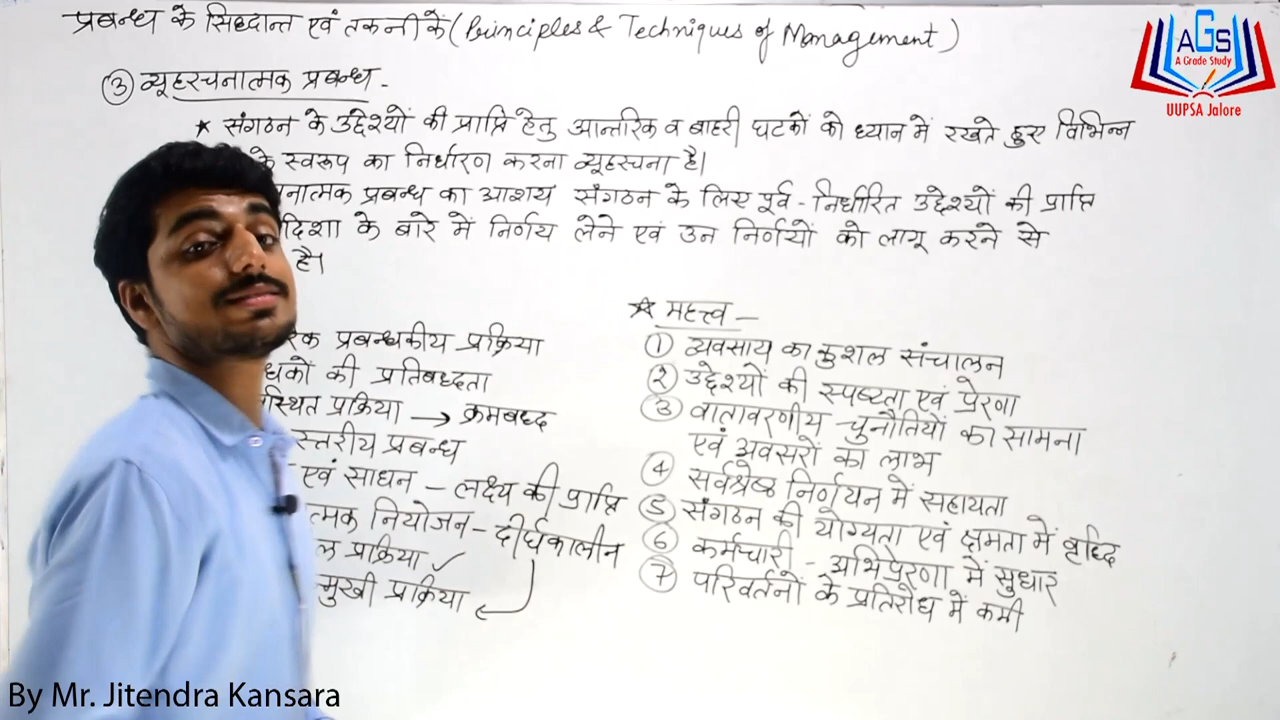 प्रबन्ध के सिद्धान्त एवं तकनीकें (Principles & Techniques of Management)
AGS
A Grade Study
UUPSA Jalore
③ व्यूहरचनात्मक प्रबन्ध -
★ संगठन के उद्देश्यों की प्राप्ति हेतु आन्तरिक व बाहरी घटकों को ध्यान में रखते हुए विभिन्न
के स्वरूप का निर्धारण करना व्यूहरचना है।
नात्मक प्रबन्ध का आशय संगठन के लिए पूर्व-निर्धारित उद्देश्यों की प्राप्ति
दिशा के बारे में निर्णय लेने एवं उन निर्णयों को लागू करने से
है।
प्रबन्धकीय प्रक्रिया
धकों की प्रतिबध्दता
स्थित प्रक्रिया → क्रमबध्द
स्तरीय प्रबन्ध
एवं साधन - लक्ष्य की प्राप्ति
त्मक नियोजन - दीर्घकालीन
ल प्रक्रिया ✓
मुखी प्रक्रिया
★ महत्त्व -
① व्यवसाय का कुशल संचालन
② उद्देश्यों की स्पष्टता एवं प्रेरणा
③ वातावरणीय चुनौतियों का सामना
एवं अवसरों का लाभ
④ सर्वश्रेष्ठ निर्णयन में सहायता
⑤ संगठन की योग्यता एवं क्षमता में वृध्दि
⑥ कर्मचारी - अभिप्रेरणा में सुधार
⑦ परिवर्तनों के प्रतिरोध में कमी
By Mr. Jitendra Kansara